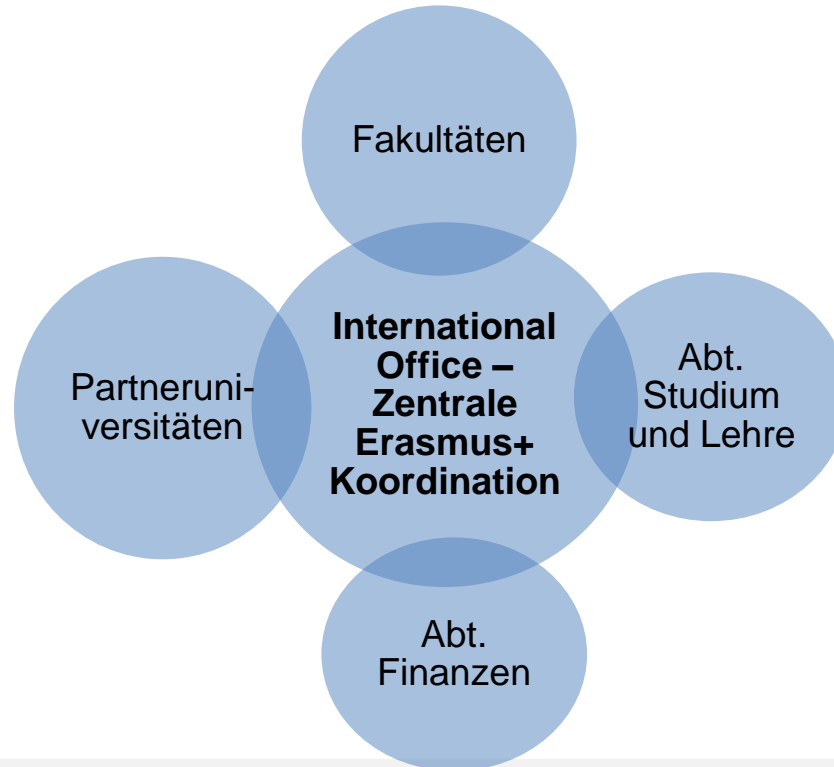 Fakultäten
Partneruni-
versitäten
International
Office –
Zentrale
Erasmus+
Koordination
Abt.
Studium
und Lehre
Abt.
Finanzen